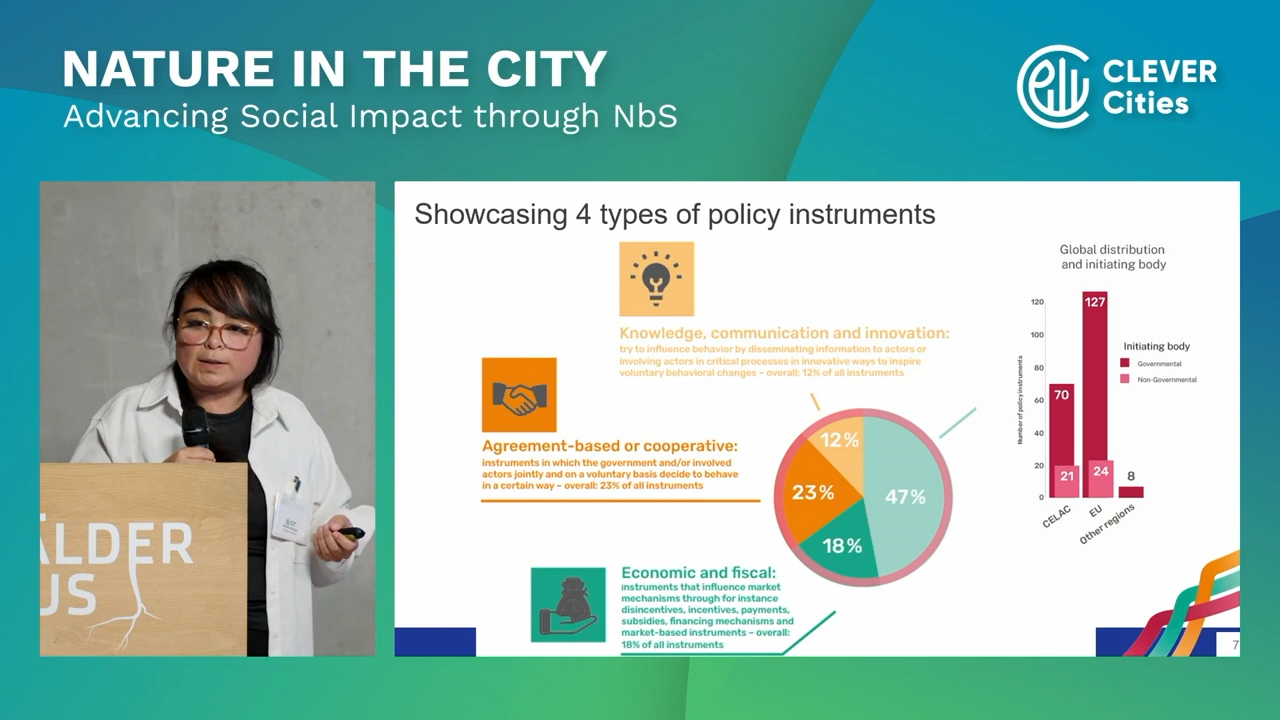 NATURE IN THE CITY
Advancing Social Impact through NbS
CLEVER
Cities
ÄLDER
US
Showcasing 4 types of policy instruments
Knowledge, communication and innovation:
try to influence behavior by disseminating information to actors or
involving actors in critical processes in innovative ways to inspire
voluntary behavioral changes – overall: 12% of all instruments
Agreement-based or cooperative:
instruments in which the government and/or involved
actors jointly and on a voluntary basis decide to behave
in a certain way – overall: 23% of all instruments
12%
23%
47%
18%
Economic and fiscal:
instruments that influence market
mechanisms through for instance
disincentives, incentives, payments,
subsidies, financing mechanisms and
market-based instruments – overall:
18% of all instruments
Global distribution
and initiating body
Number of policy instruments
120
100
80
60
40
20
0
127
70
21
24
8
CELAC
EU
Other regions
Initiating body
Governmental
Non-Governmental
7